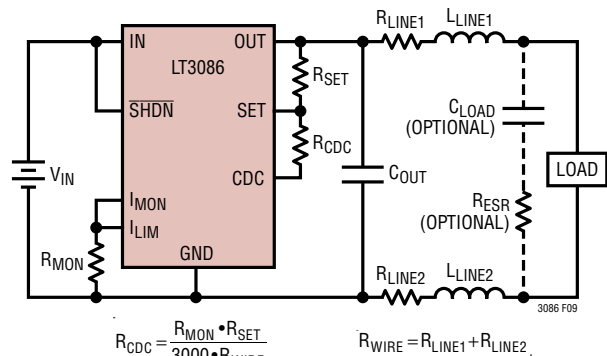 IN
OUT
LT3086
SHDN
SET
CDC
IMON
ILIM
GND
VIN
RMON
RSET
RCDC
COUT
RLINE1
LLINE1
CLOAD
(OPTIONAL)
LOAD
RESR
(OPTIONAL)
RLINE2
LLINE2
3086 F09
RCDC = RMON • RSET
3000 • RWIRE
RWIRE = RLINE1 + RLINE2